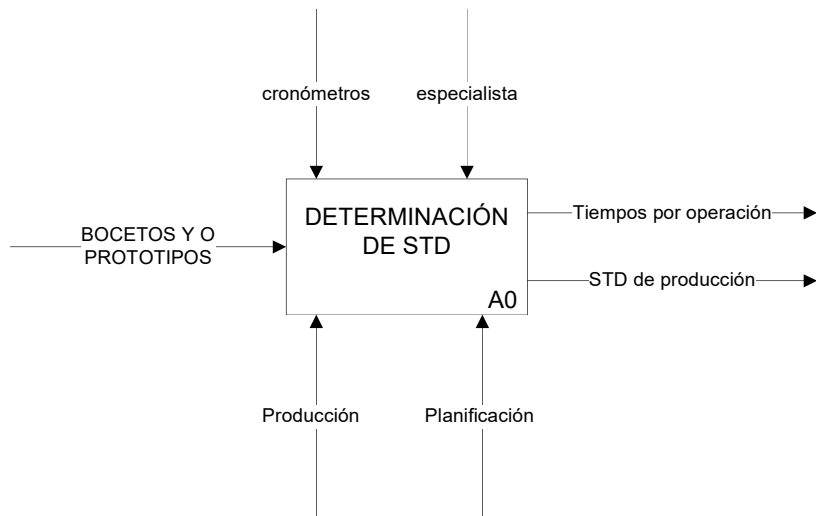 cronómetros
especialista
BOCETOS Y O
PROTOTIPOS
DETERMINACIÓN
DE STD
A0
Tiempos por operación
STD de producción
Producción
Planificación